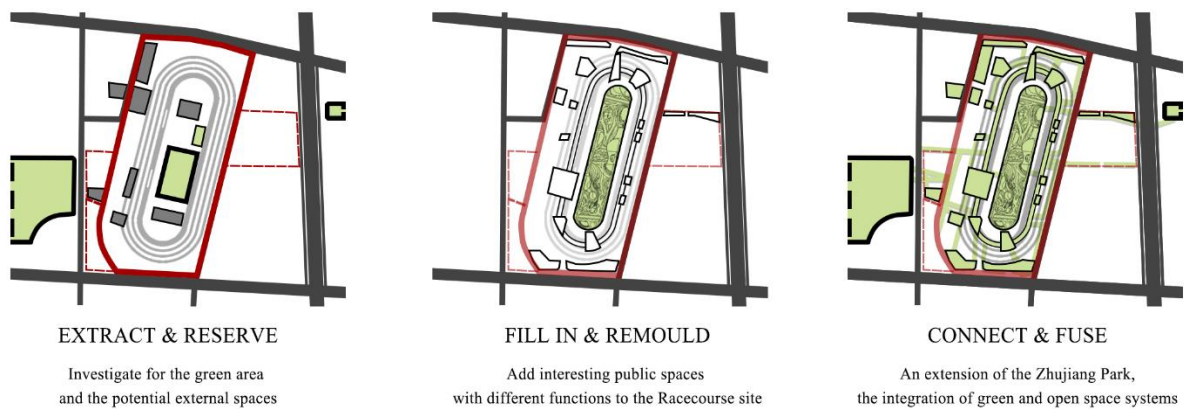 EXTRACT & RESERVE
Investigate for the green area
and the potential external spaces
FILL IN & REMOULD
Add interesting public spaces
with different functions to the Racecourse site
CONNECT & FUSE
An extension of the Zhujiang Park,
the integration of green and open space systems